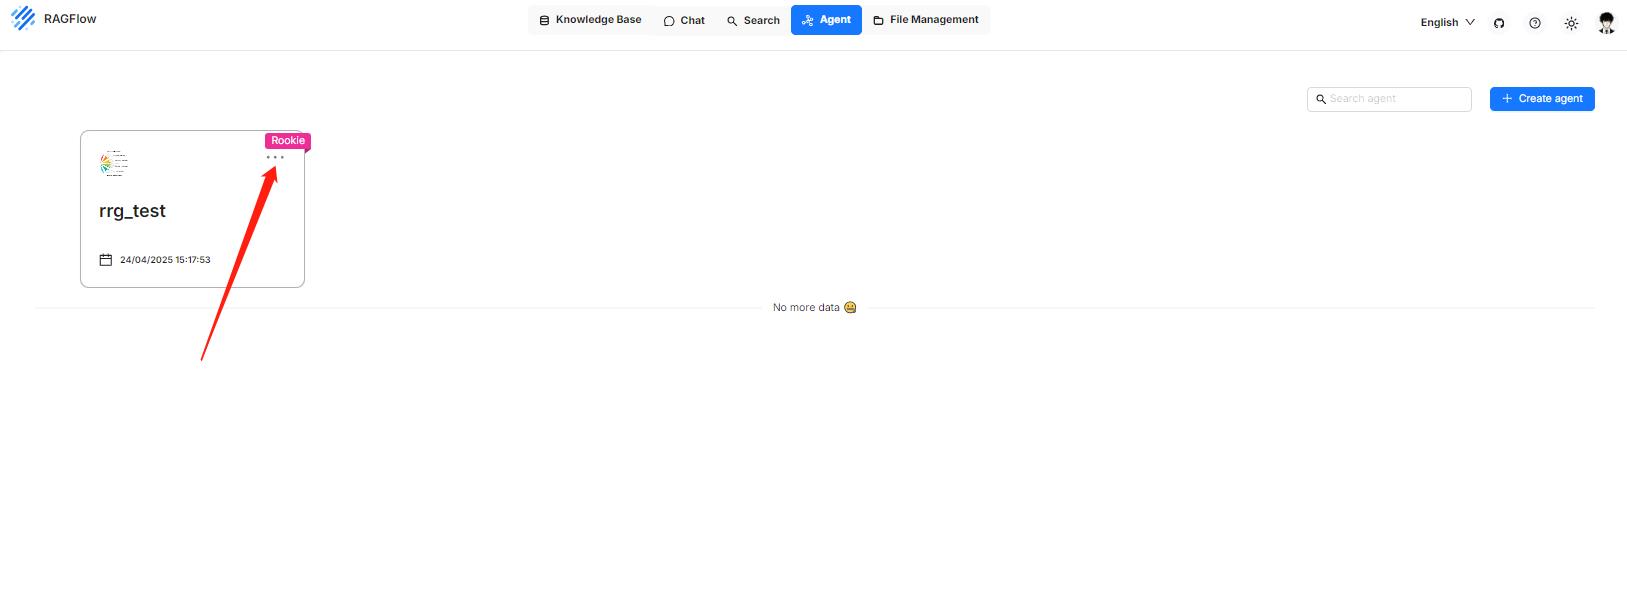 RAGFlow
Knowledge Base
Chat
Search
Agent
File Management
English
Search agent
Create agent
Rookie
rrg_test
24/04/2025 15:17:53
No more data 🤐